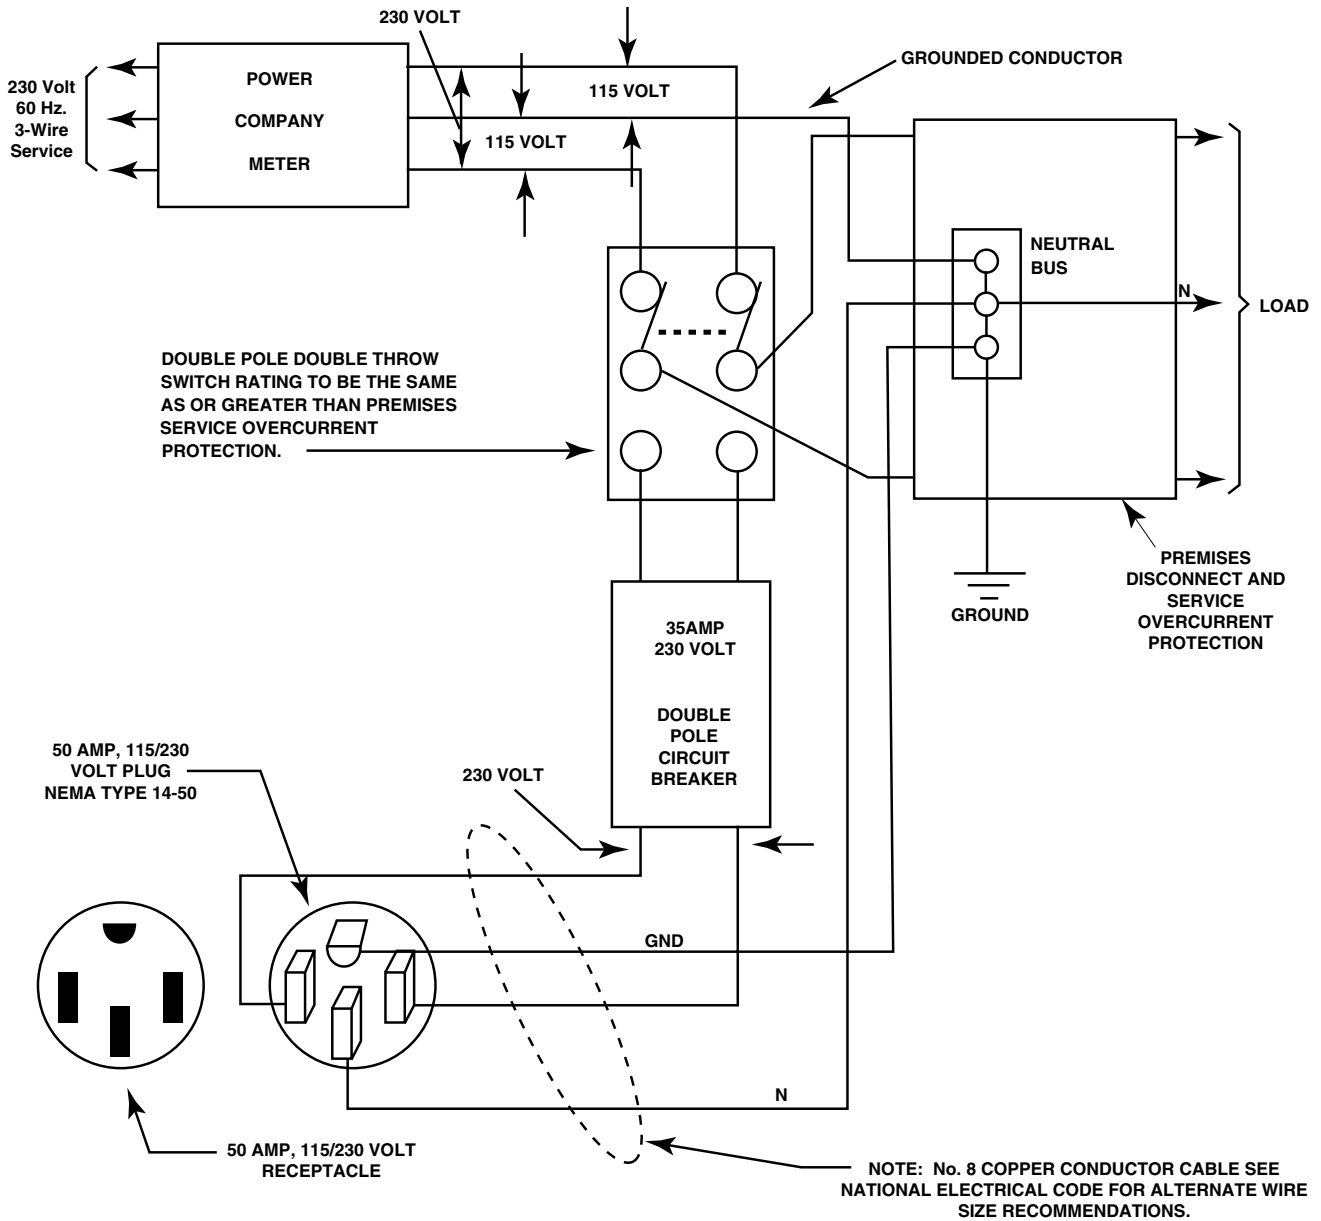 230 VOLT
GROUNDED CONDUCTOR
230 Volt
60 Hz.
3-Wire
Service
POWER
COMPANY
METER
115 VOLT
115 VOLT
NEUTRAL
BUS
N
LOAD
DOUBLE POLE DOUBLE THROW
SWITCH RATING TO BE THE SAME
AS OR GREATER THAN PREMISES
SERVICE OVERCURRENT
PROTECTION.
PREMISES
DISCONNECT AND
SERVICE
OVERCURRENT
PROTECTION
GROUND
35AMP
230 VOLT
DOUBLE
POLE
CIRCUIT
BREAKER
50 AMP, 115/230
VOLT PLUG
NEMA TYPE 14-50
230 VOLT
GND
N
50 AMP, 115/230 VOLT
RECEPTACLE
NOTE: No. 8 COPPER CONDUCTOR CABLE SEE
NATIONAL ELECTRICAL CODE FOR ALTERNATE WIRE
SIZE RECOMMENDATIONS.